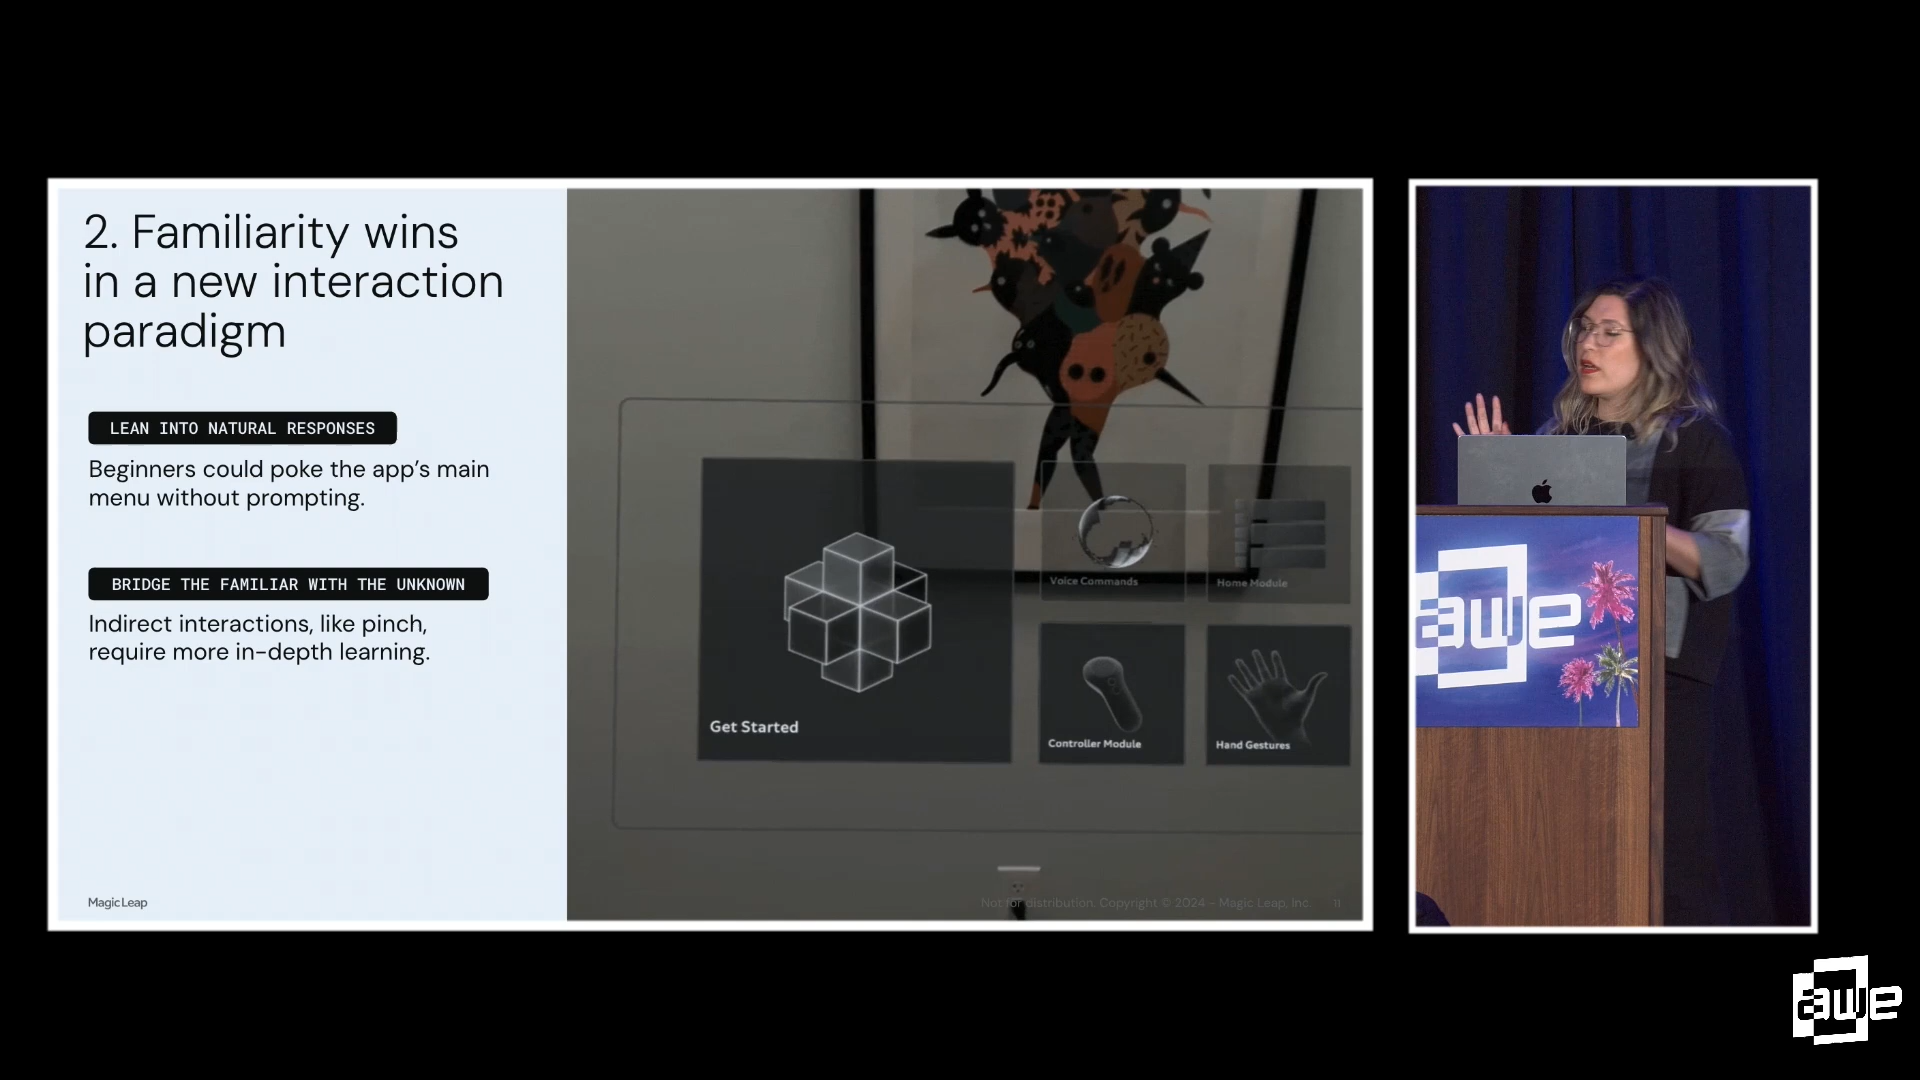 2. Familiarity wins
in a new interaction
paradigm
LEAN INTO NATURAL RESPONSES
Beginners could poke the app's main
menu without prompting.
BRIDGE THE FAMILIAR WITH THE UNKNOWN
Indirect interactions, like pinch,
require more in-depth learning.
Magic Leap
Get Started
Voice Commands
Home Module
Controller Module
Hand Gestures
Not for distribution. Copyright © 2024 - Magic Leap, Inc. 11
awe
awe